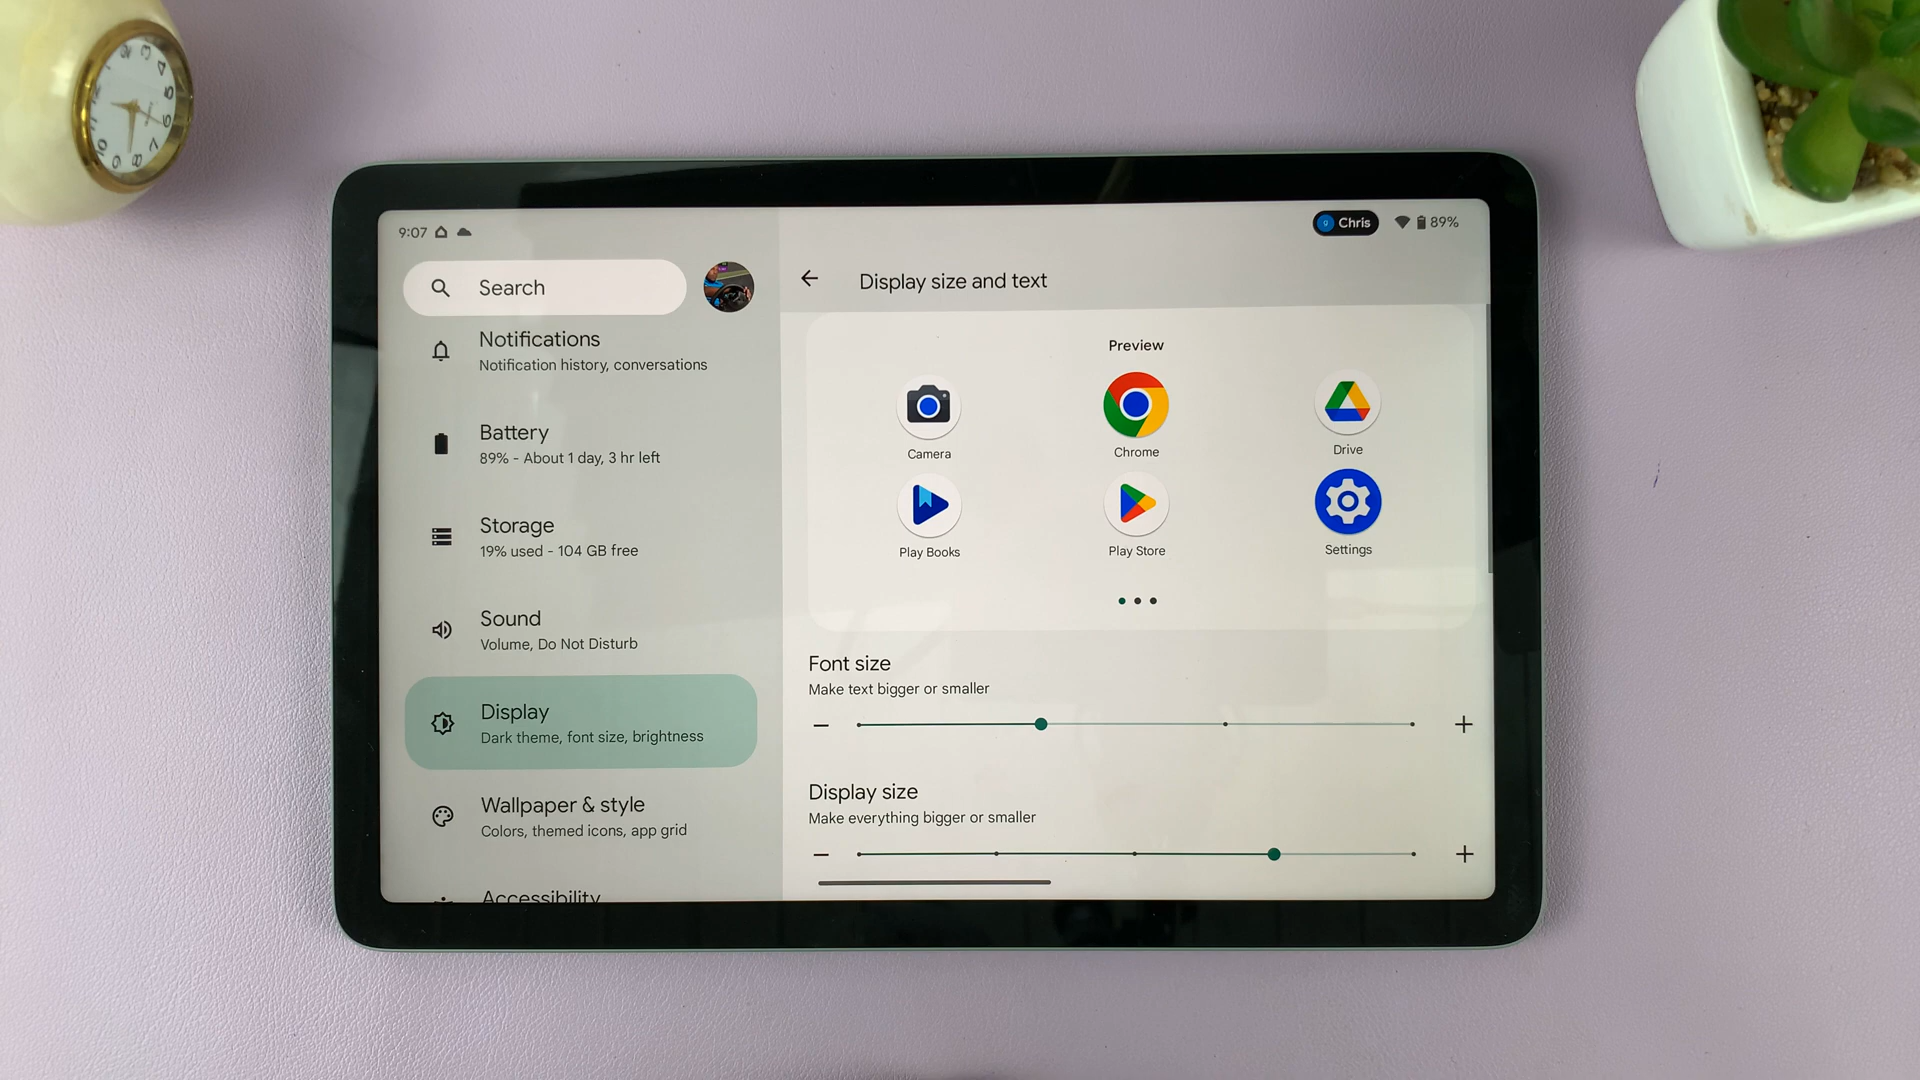 9:07
Chris
89%
Search
Notifications
Notification history, conversations
Battery
89% - About 1 day, 3 hr left
Storage
19% used - 104 GB free
Sound
Volume, Do Not Disturb
Display
Dark theme, font size, brightness
Wallpaper & style
Colors, themed icons, app grid
Accessibility
Display size and text
Preview
Camera
Chrome
Drive
Play Books
Play Store
Settings
Font size
Make text bigger or smaller
Display size
Make everything bigger or smaller